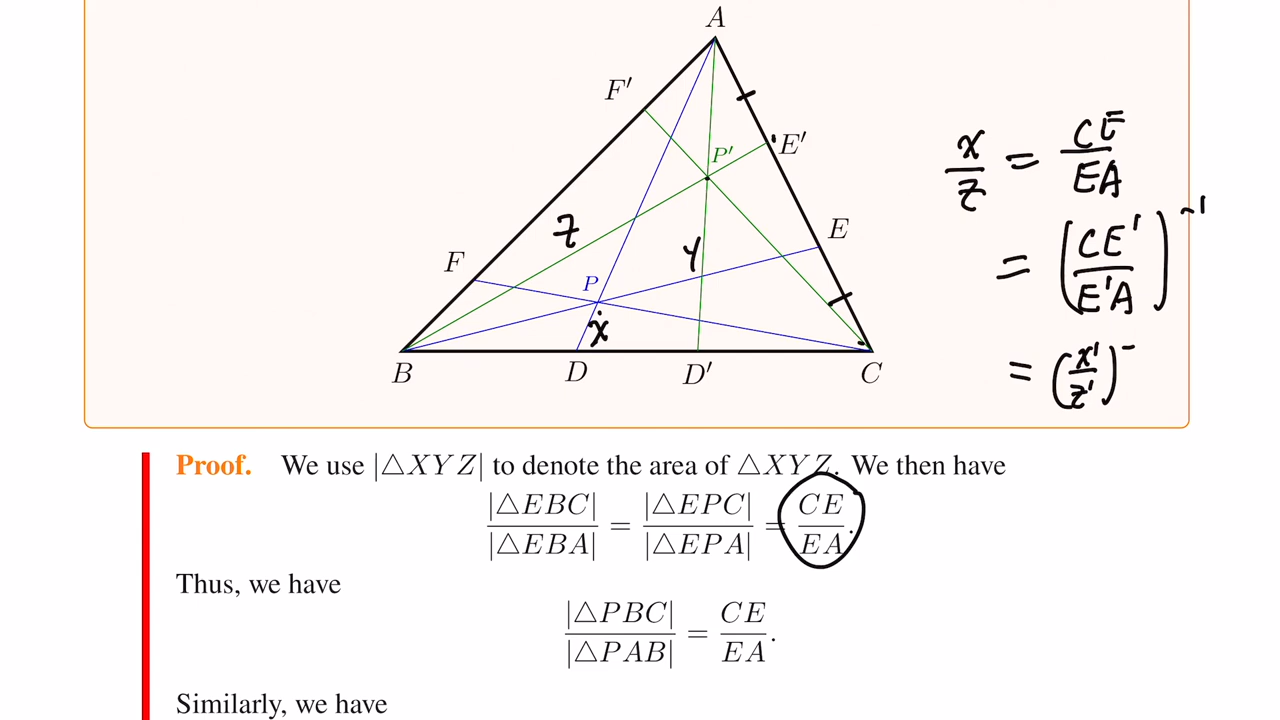 A
F'
E'
P'
E
F
P
z
y
x
B
D
D'
C
x/z = CE/EA
= (CE'/E'A)^-1
= (x'/z')^-
Proof. We use |△XYZ| to denote the area of △XYZ. We then have
|△EBC|/|△EBA| = |△EPC|/|△EPA| = CE/EA.
Thus, we have
|△PBC|/|△PAB| = CE/EA.
Similarly, we have